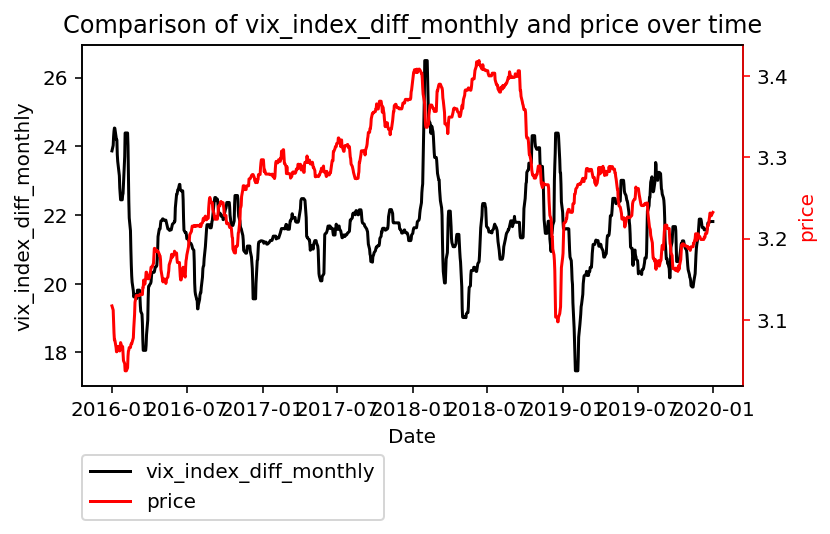 Comparison of vix_index_diff_monthly and price over time
vix_index_diff_monthly
26
24
22
20
18
3.4
3.3
3.2
3.1
price
2016-01 2016-07 2017-01 2017-07 2018-01 2018-07 2019-01 2019-07 2020-01
Date
vix_index_diff_monthly
price